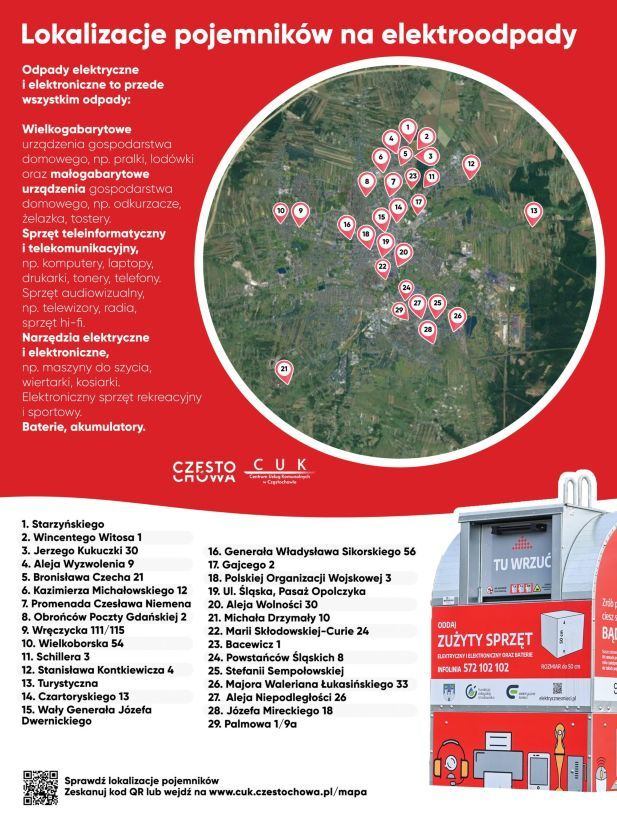 Lokalizacje pojemników na elektroodpady
Odpady elektryczne
i elektroniczne to przede
wszystkim odpady:
Wielkogabarytowe
urządzenia gospodarstwa
domowego, np. pralki, lodówki
oraz małogabarytowe
urządzenia gospodarstwa
domowego, np. odkurzacze,
żelazka, tostery.
Sprzęt teleinformatyczny
i telekomunikacyjny,
np. komputery, laptopy,
drukarki, tonery, telefony.
Sprzęt audiowizualny,
np. telewizory, radia,
sprzęt hi-fi.
Narzędzia elektryczne
i elektroniczne,
np. maszyny do szycia,
wiertarki, kosiarki.
Elektroniczny sprzęt rekreacyjny
i sportowy.
Baterie, akumulatory.
1
2
4
5
3
6
12
8
7
23
11
17
14
10
9
15
13
16
18
19
20
22
24
27
25
29
26
28
21
CZĘSTO
CHOWA
CUK
Centrum Usług Komunalnych
w Częstochowie
1. Starzyńskiego
2. Wincentego Witosa 1
3. Jerzego Kukuczki 30
4. Aleja Wyzwolenia 9
5. Bronisława Czecha 21
6. Kazimierza Michałowskiego 12
7. Promenada Czesława Niemena
8. Obrońców Poczty Gdańskiej 2
9. Wręczycka 111/115
10. Wielkoborska 54
11. Schillera 3
12. Stanisława Kontkiewicza 4
13. Turystyczna
14. Czartoryskiego 13
15. Wały Generała Józefa
Dwernickiego
16. Generała Władysława Sikorskiego 56
17. Gajcego 2
18. Polskiej Organizacji Wojskowej 3
19. Ul. Śląska, Pasaż Opolczyka
20. Aleja Wolności 30
21. Michała Drzymały 10
22. Marii Skłodowskiej-Curie 24
23. Bacewicz 1
24. Powstańców Śląskich 8
25. Stefanii Sempołowskiej
26. Majora Waleriana Łukasińskiego 33
27. Aleja Niepodległości 26
28. Józefa Mireckiego 18
29. Palmowa 1/9a
TU WRZUĆ
ODDAJ
ZUŻYTY SPRZĘT
ELEKTRYCZNY I ELEKTRONICZNY ORAZ BATERIE
INFOLINIA 572 102 102
50 cm
ROZMIAR do 50 cm
elektrycznesmieci.pl
Zrób p
BĄD
Sprawdź lokalizacje pojemników
Zeskanuj kod QR lub wejdź na www.cuk.czestochowa.pl/mapa